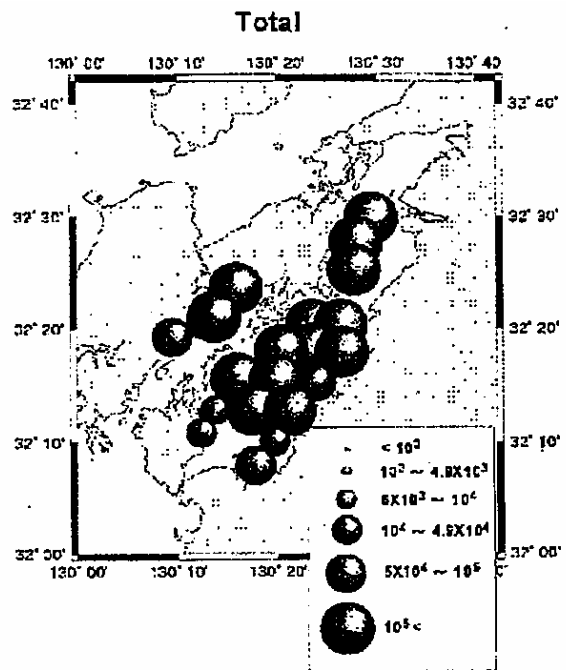 Total
130° 00' 130° 10' 130° 20' 130° 30' 130° 40'
32° 40' 32° 40'
32° 30' 32° 30'
32° 20' 32° 20'
32° 10' 32° 10'
32° 00' 32° 00'
130° 00' 130° 10' 130° 20'
< 10²
10² ~ 4.9X10³
5X10³ ~ 10⁴
10⁴ ~ 4.9X10⁴
5X10⁴ ~ 10⁵
10⁵ <